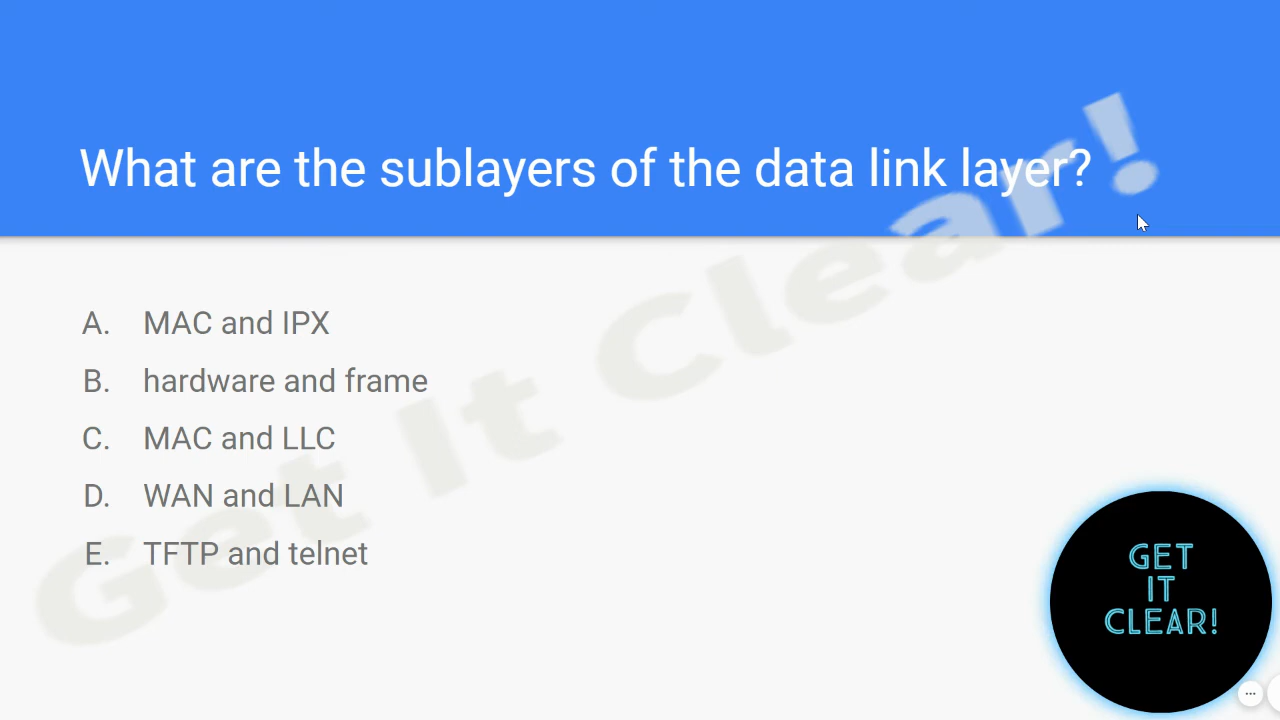 What are the sublayers of the data link layer?
A. MAC and IPX
B. hardware and frame
C. MAC and LLC
D. WAN and LAN
E. TFTP and telnet
Get It Clear!
GET
IT
CLEAR!